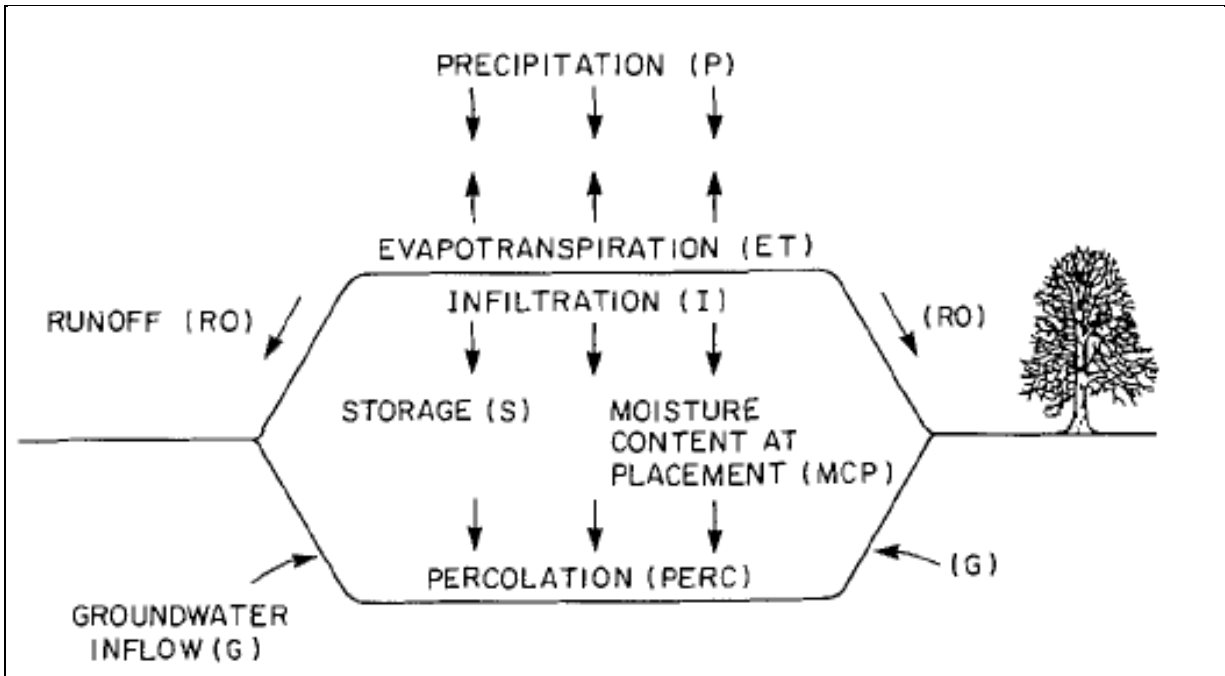 PRECIPITATION (P)
EVAPOTRANSPIRATION (ET)
INFILTRATION (I)
RUNOFF (RO)
(RO)
STORAGE (S)
MOISTURE
CONTENT AT
PLACEMENT (MCP)
PERCOLATION (PERC)
(G)
GROUNDWATER
INFLOW (G)